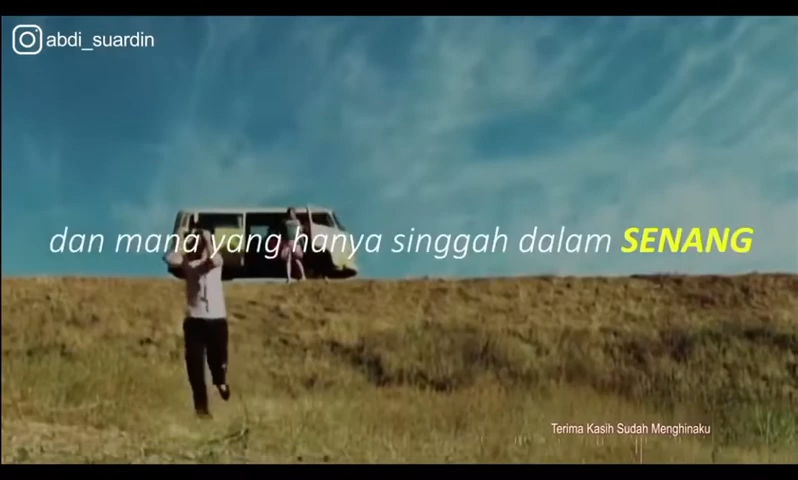 abdi_suardin
dan mana yang hanya singgah dalam SENANG
Terima Kasih Sudah Menghinaku